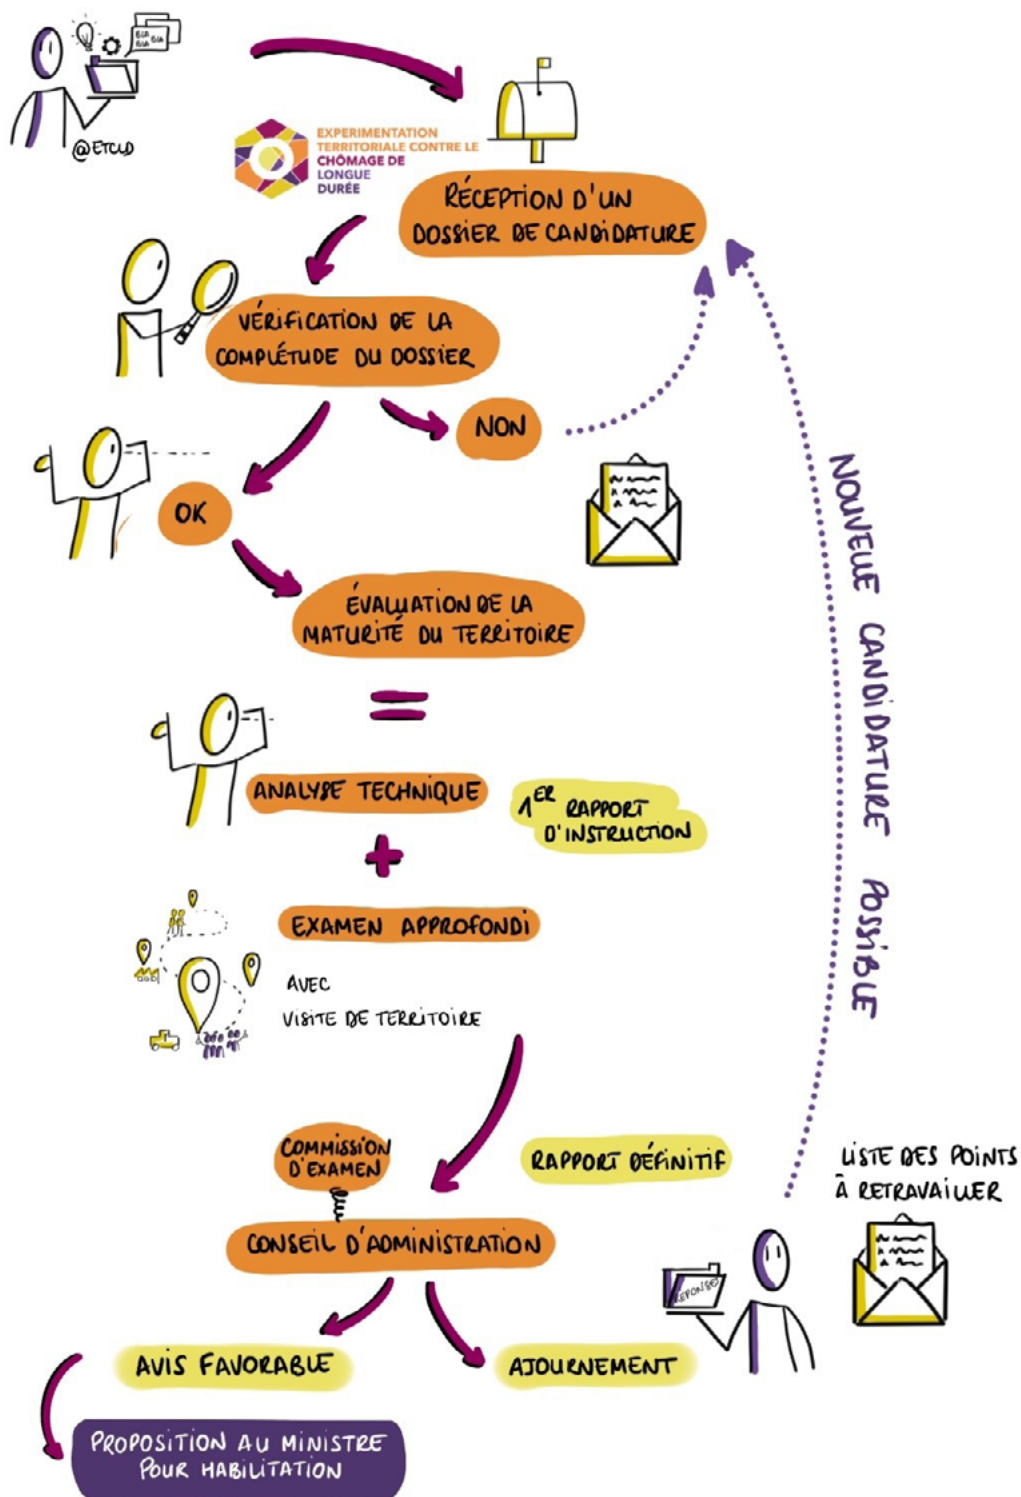 BLA
BLA BLA
@ETCLD
EXPERIMENTATION
TERRITORIALE CONTRE LE
CHÔMAGE DE
LONGUE
DURÉE
RÉCEPTION D'UN
DOSSIER DE CANDIDATURE
VÉRIFICATION DE LA
COMPLÉTUDE DU DOSSIER
NON
OK
ÉVALUATION DE LA
MATURITÉ DU TERRITOIRE
=
ANALYSE TECHNIQUE
1ER RAPPORT
D'INSTRUCTION
+
EXAMEN APPROFONDI
AVEC
VISITE DE TERRITOIRE
NOUVELLE CANDIDATURE POSSIBLE
COMMISSION
D'EXAMEN
RAPPORT DÉFINITIF
LISTE DES POINTS
À RETRAVAILLER
CONSEIL D'ADMINISTRATION
RÉPONSES
AVIS FAVORABLE
AJOURNEMENT
PROPOSITION AU MINISTRE
POUR HABILITATION